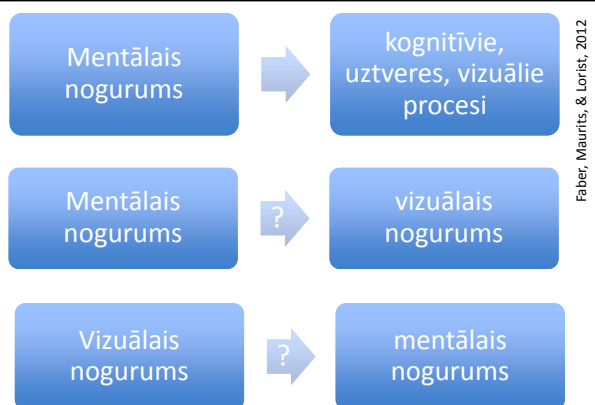 Mentālais
nogurums
kognitīvie,
uztveres, vizuālie
procesi
Faber, Maurits, & Lorist, 2012
Mentālais
nogurums
?
vizuālais
nogurums
Vizuālais
nogurums
?
mentālais
nogurums